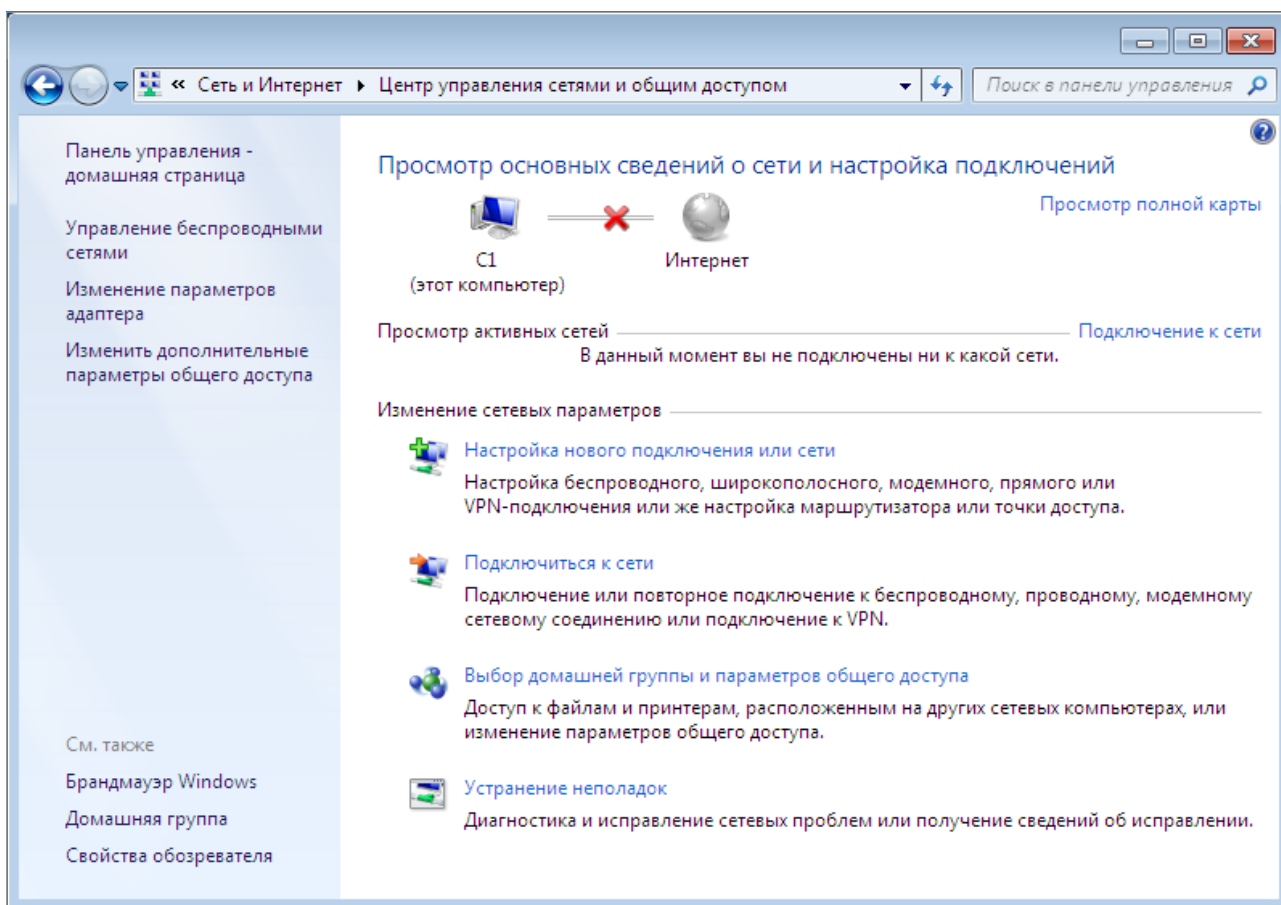 « Сеть и Интернет ▸ Центр управления сетями и общим доступом
Поиск в панели управления
Панель управления -
домашняя страница
Управление беспроводными
сетями
Изменение параметров
адаптера
Изменить дополнительные
параметры общего доступа
См. также
Брандмауэр Windows
Домашняя группа
Свойства обозревателя
Просмотр основных сведений о сети и настройка подключений
Просмотр полной карты
C1
(этот компьютер)
Интернет
Просмотр активных сетей
Подключение к сети
В данный момент вы не подключены ни к какой сети.
Изменение сетевых параметров
Настройка нового подключения или сети
Настройка беспроводного, широкополосного, модемного, прямого или
VPN-подключения или же настройка маршрутизатора или точки доступа.
Подключиться к сети
Подключение или повторное подключение к беспроводному, проводному, модемному
сетевому соединению или подключение к VPN.
Выбор домашней группы и параметров общего доступа
Доступ к файлам и принтерам, расположенным на других сетевых компьютерах, или
изменение параметров общего доступа.
Устранение неполадок
Диагностика и исправление сетевых проблем или получение сведений об исправлении.